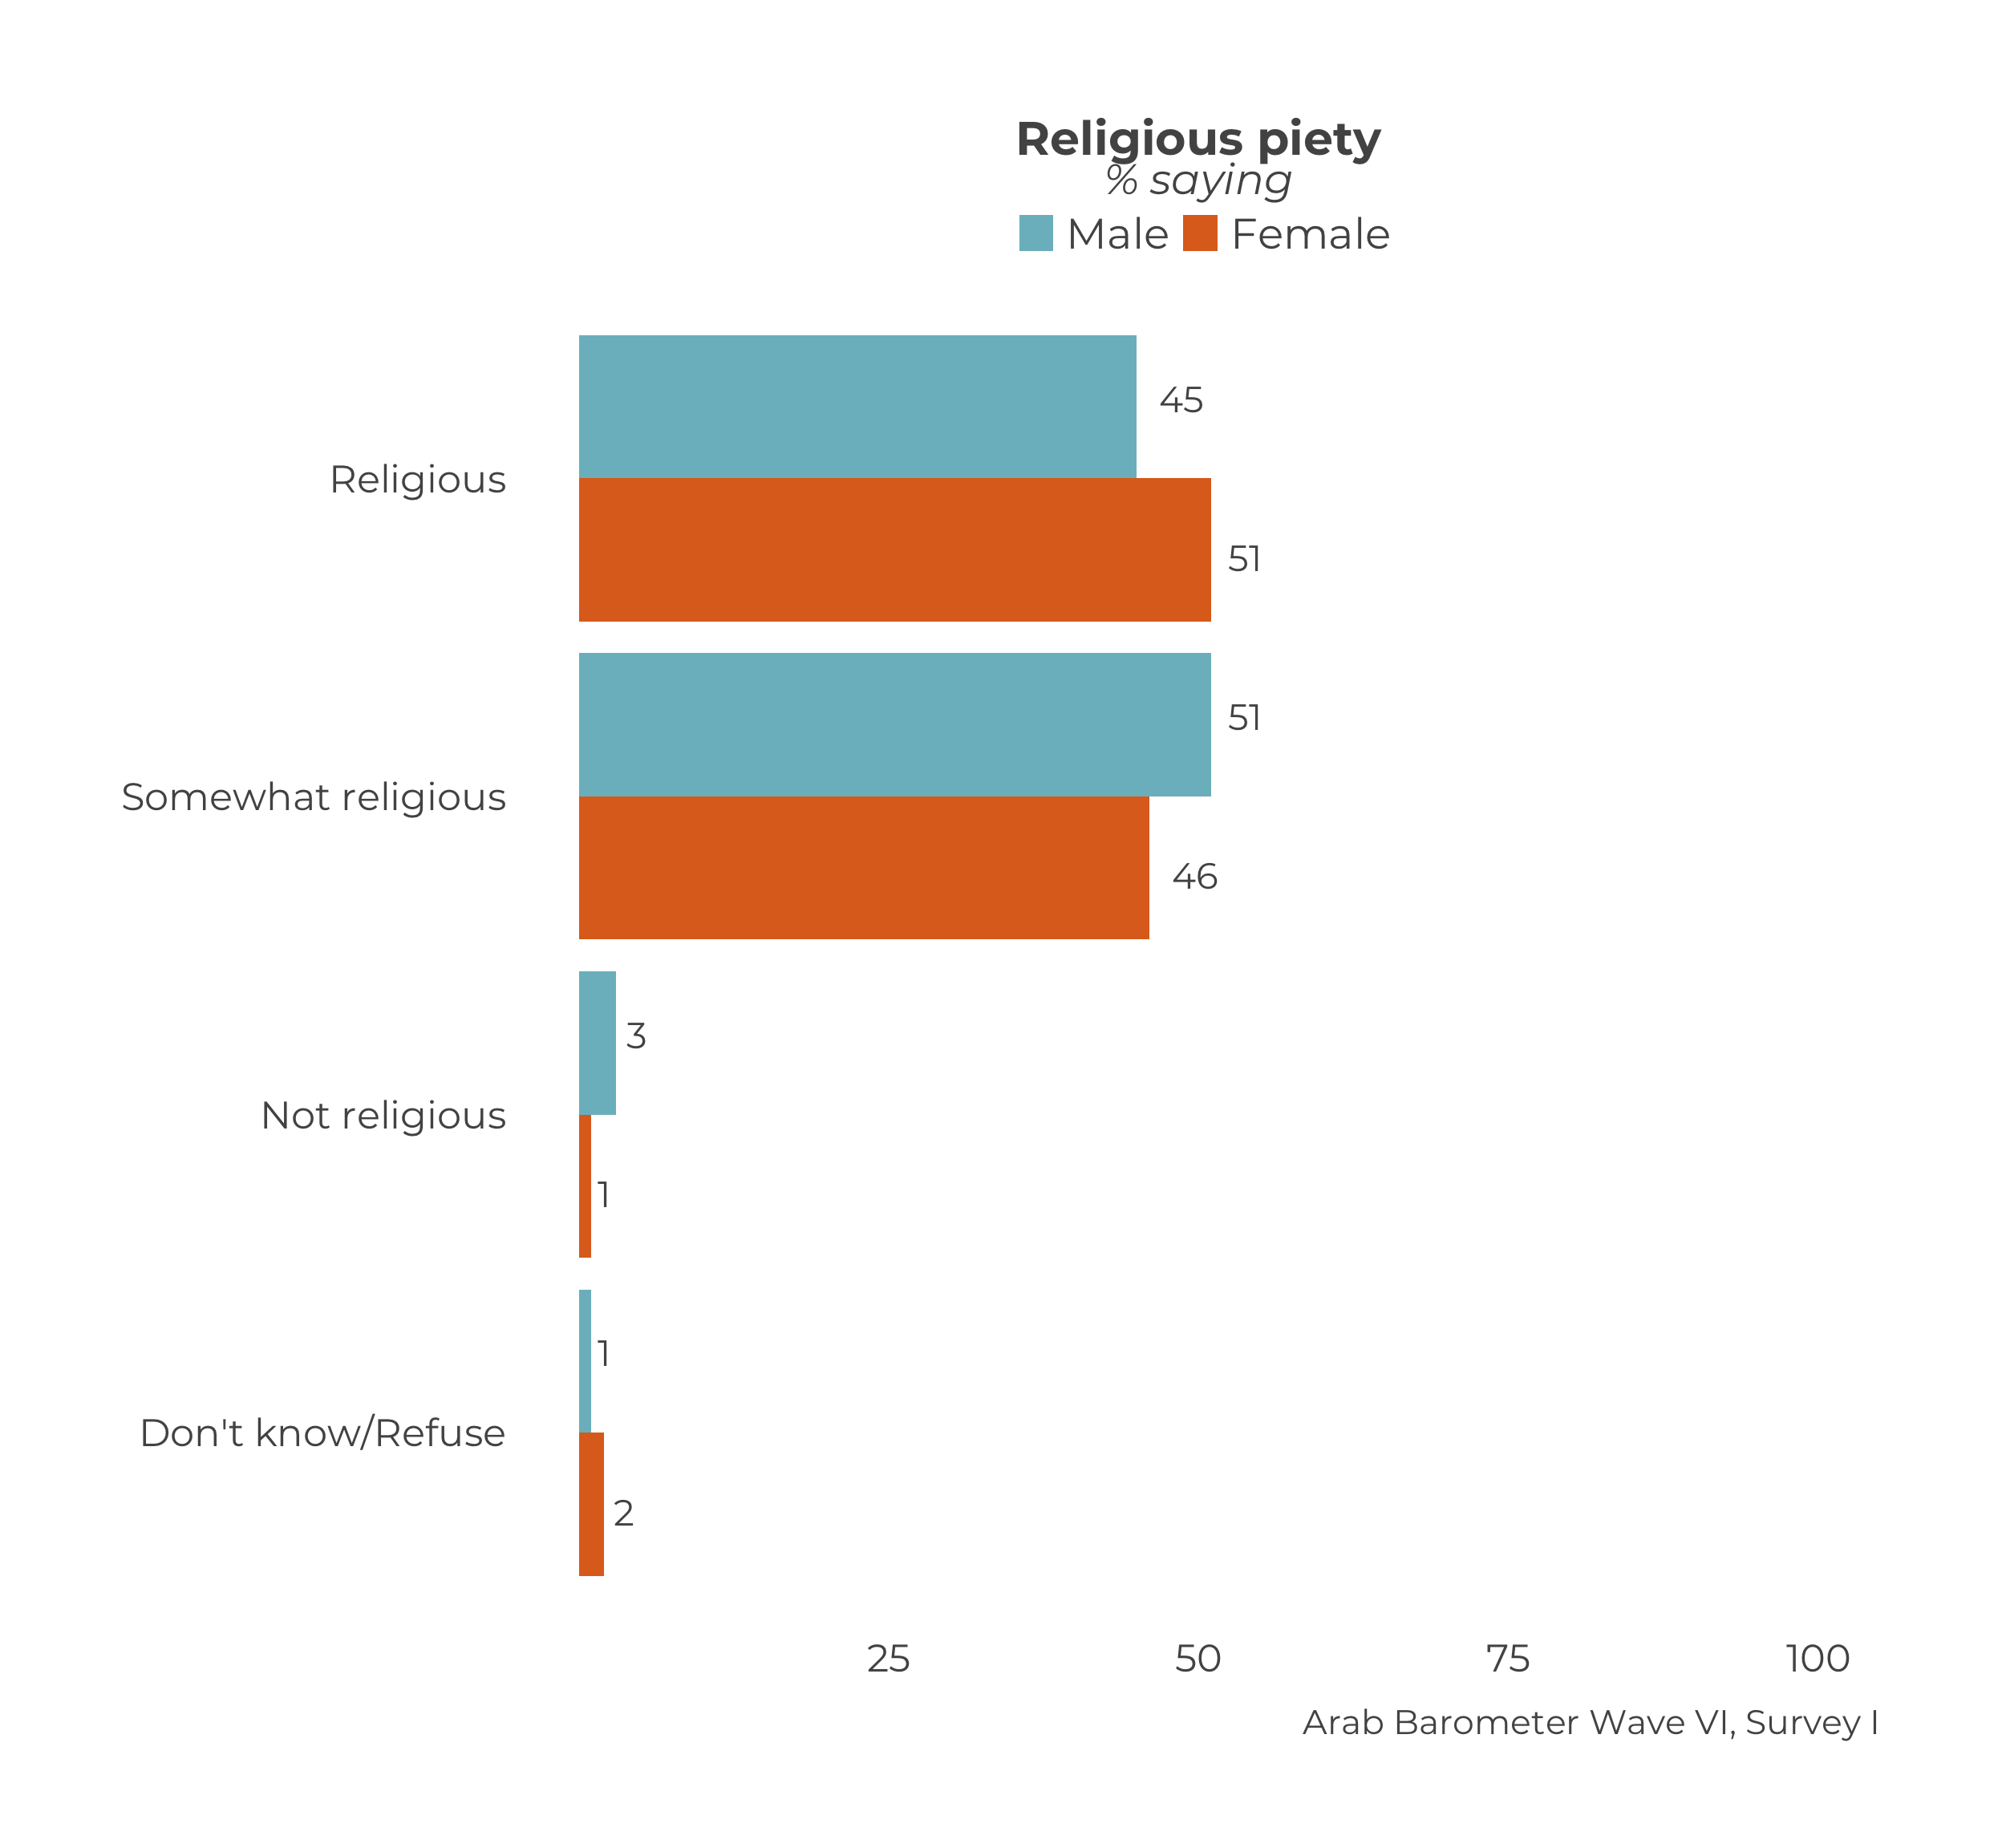 Religious piety
% saying
Male Female
45
Religious
51
51
Somewhat religious
46
3
Not religious
1
1
Don't know/Refuse
2
25 50 75 100
Arab Barometer Wave VI, Survey I